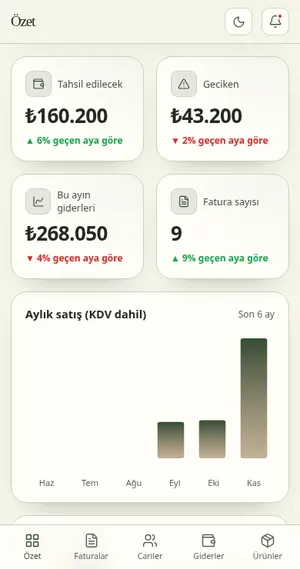 Özet
Tahsil edilecek
₺160.200
▲ 6% geçen aya göre
Geciken
₺43.200
▼ 2% geçen aya göre
Bu ayın
giderleri
₺268.050
▼ 4% geçen aya göre
Fatura sayısı
9
▲ 9% geçen aya göre
Aylık satış (KDV dahil)
Son 6 ay
Haz Tem Ağu Eyl Eki Kas
Özet Faturalar Cariler Giderler Ürünler